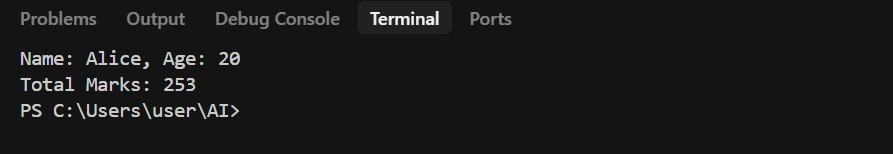 Problems Output Debug Console Terminal Ports
Name: Alice, Age: 20
Total Marks: 253
PS C:\Users\user\AI>